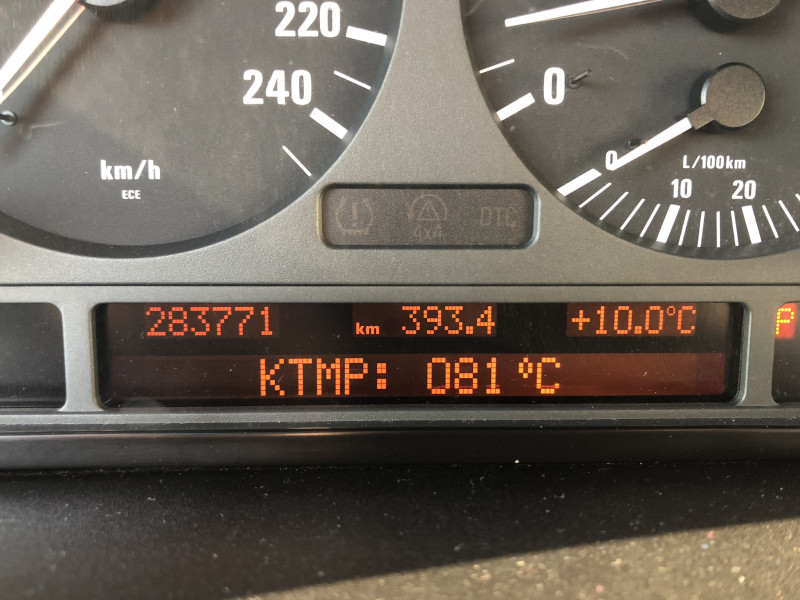 220
240
km/h
ECE
0
0
L/100km
10
20
4x4
DTC
283771
km 393.4
+10.0°C
P
KTMP: 081°C